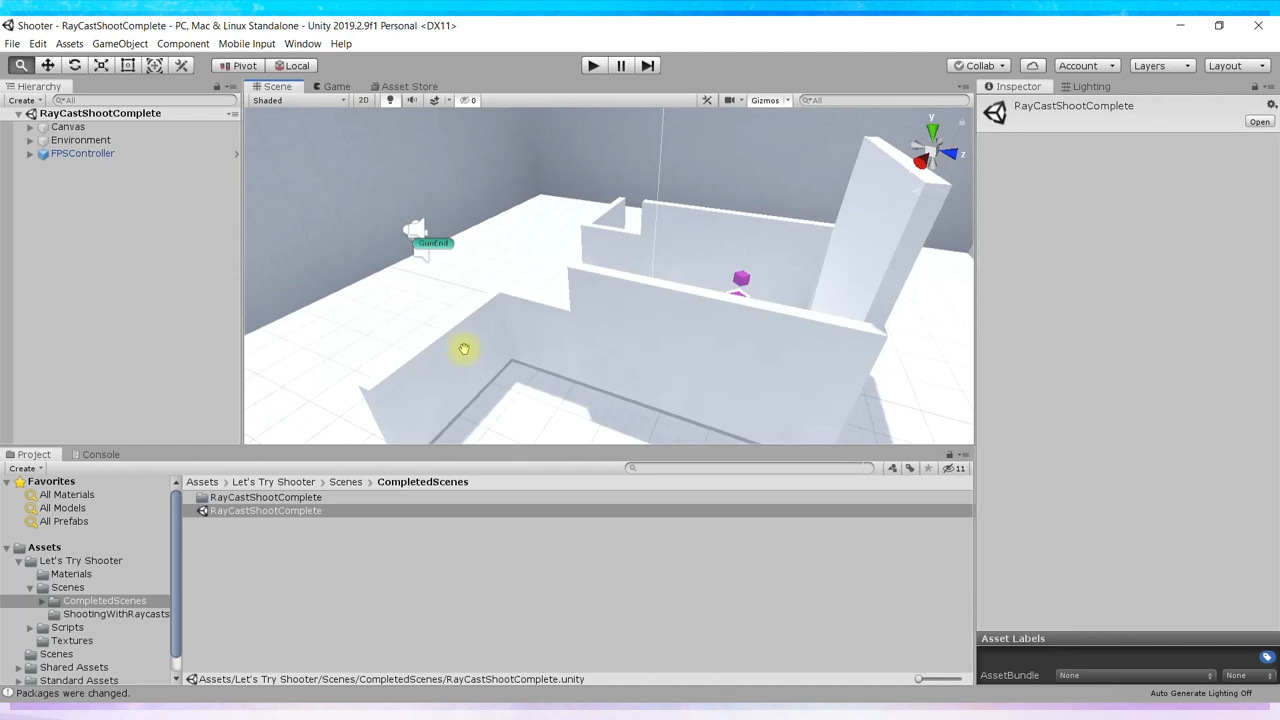 Shooter - RayCastShootComplete - PC, Mac & Linux Standalone - Unity 2019.2.9f1 Personal <DX11>
File Edit Assets GameObject Component Mobile Input Window Help
Pivot Local Collab Account Layers Layout
Hierarchy
Create All
RayCastShootComplete
Canvas
Environment
FPSController
Scene Game Asset Store
Shaded 2D 0 Gizmos All
y
z
GunEnd
Inspector Lighting
RayCastShootComplete
Open
Project Console
Create 11
Favorites
All Materials
All Models
All Prefabs
Assets
Let's Try Shooter
Materials
Scenes
CompletedScenes
ShootingWithRaycasts
Scripts
Textures
Scenes
Shared Assets
Standard Assets
Assets Let's Try Shooter Scenes CompletedScenes
RayCastShootComplete
RayCastShootComplete
Assets/Let's Try Shooter/Scenes/CompletedScenes/RayCastShootComplete.unity
Asset Labels
AssetBundle None None
Packages were changed.
Auto Generate Lighting Off